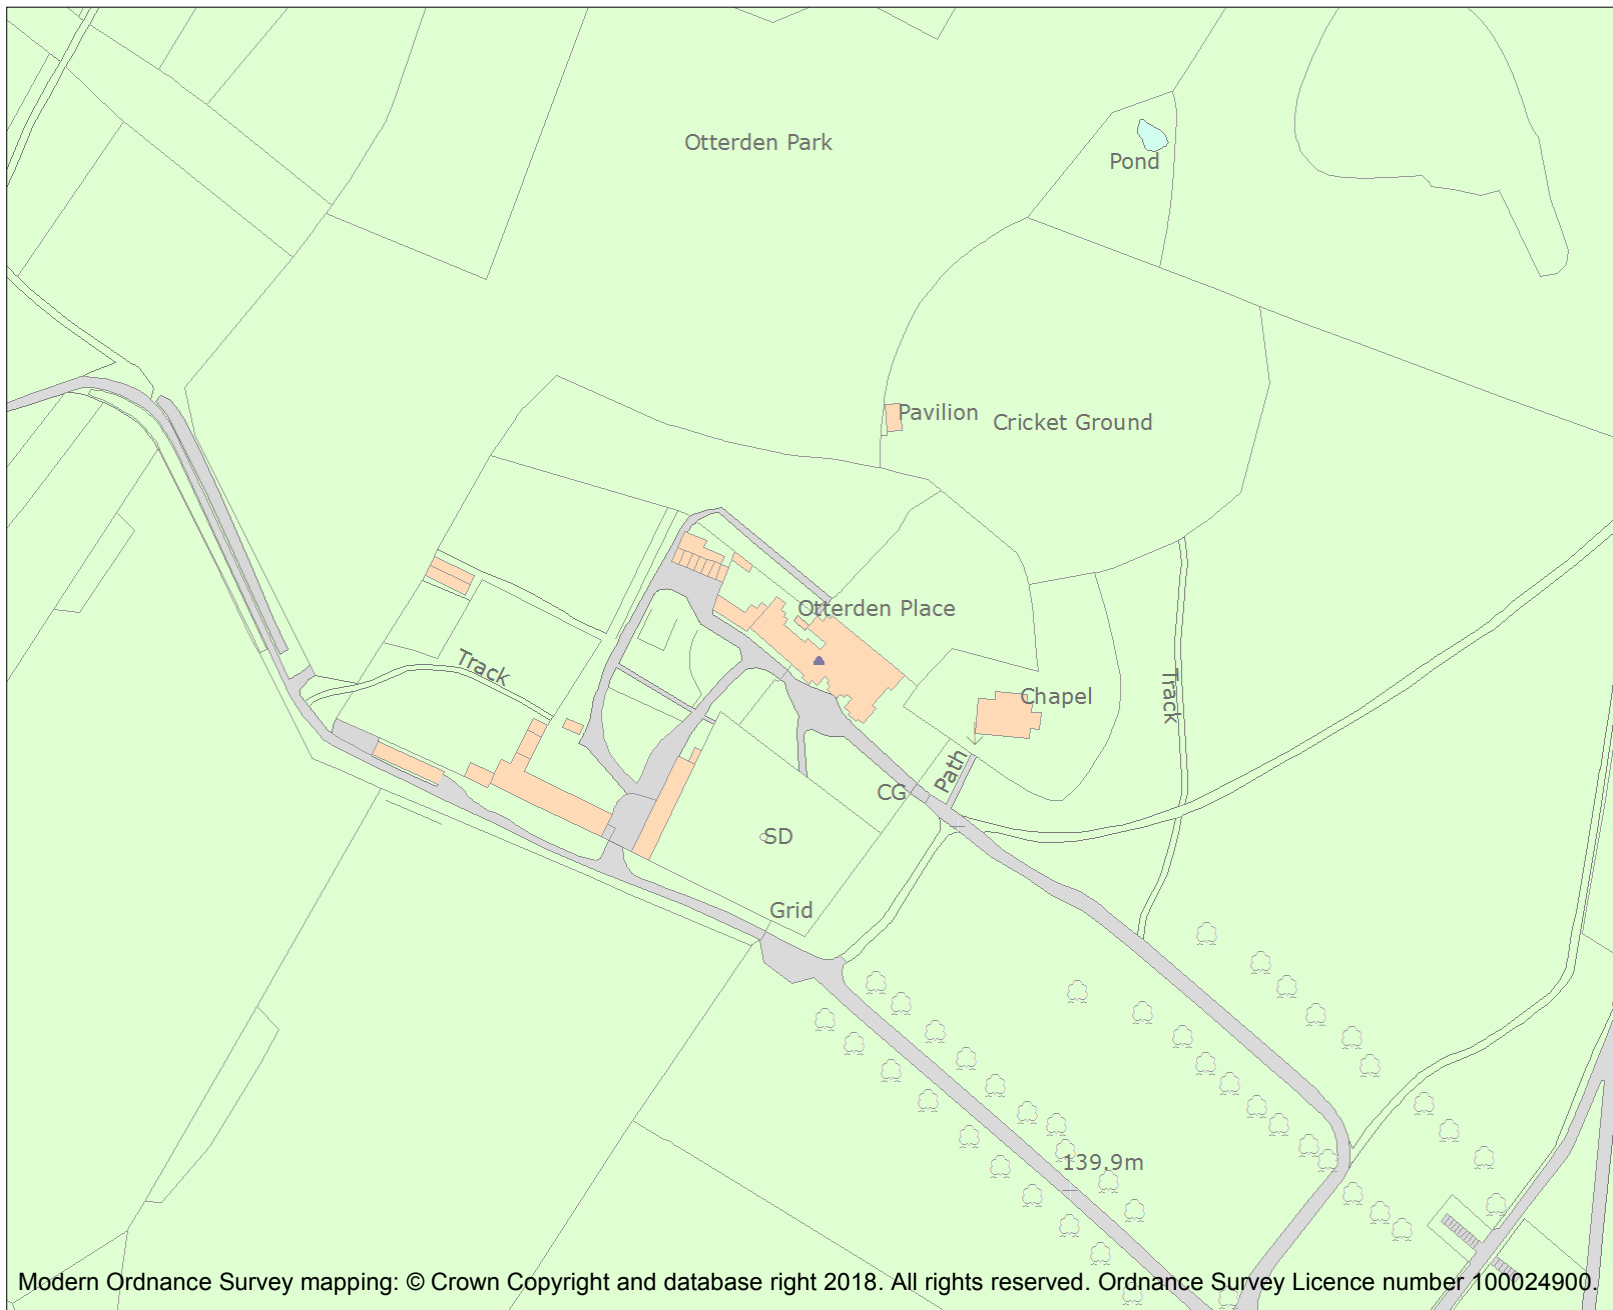 Otterden Park
Pond
Pavilion
Cricket Ground
Otterden Place
Track
Chapel
Track
Path
CG
SD
Grid
139.9m
Modern Ordnance Survey mapping: © Crown Copyright and database right 2018. All rights reserved. Ordnance Survey Licence number 100024900.